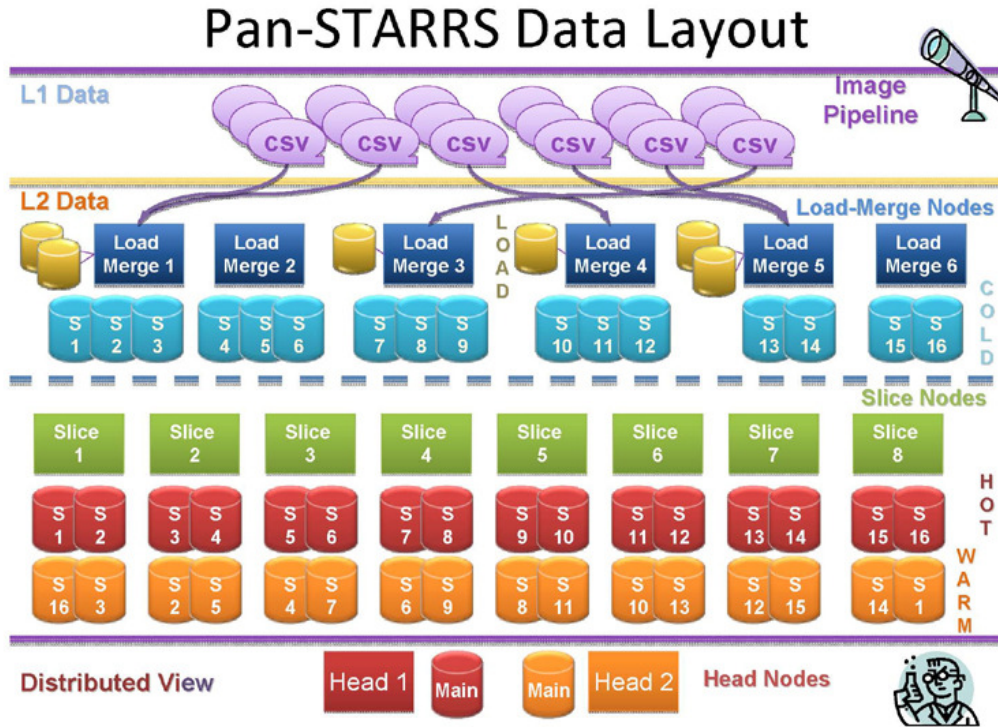 Pan-STARRS Data Layout
L1 Data
Image
Pipeline
CSV CSV CSV CSV CSV CSV
L2 Data
Load-Merge Nodes
LOAD
Load
Merge 1
Load
Merge 2
Load
Merge 3
Load
Merge 4
Load
Merge 5
Load
Merge 6
COLD
S S S S S S S S S S S S S S S S
1 2 3 4 5 6 7 8 9 10 11 12 13 14 15 16
Slice Nodes
Slice Slice Slice Slice Slice Slice Slice Slice
1 2 3 4 5 6 7 8
HOT
S S S S S S S S S S S S S S S S
1 2 3 4 5 6 7 8 9 10 11 12 13 14 15 16
WARM
S S S S S S S S S S S S S S S S
16 3 2 5 4 7 6 9 8 11 10 13 12 15 14 1
Distributed View
Head 1 Main Main Head 2 Head Nodes